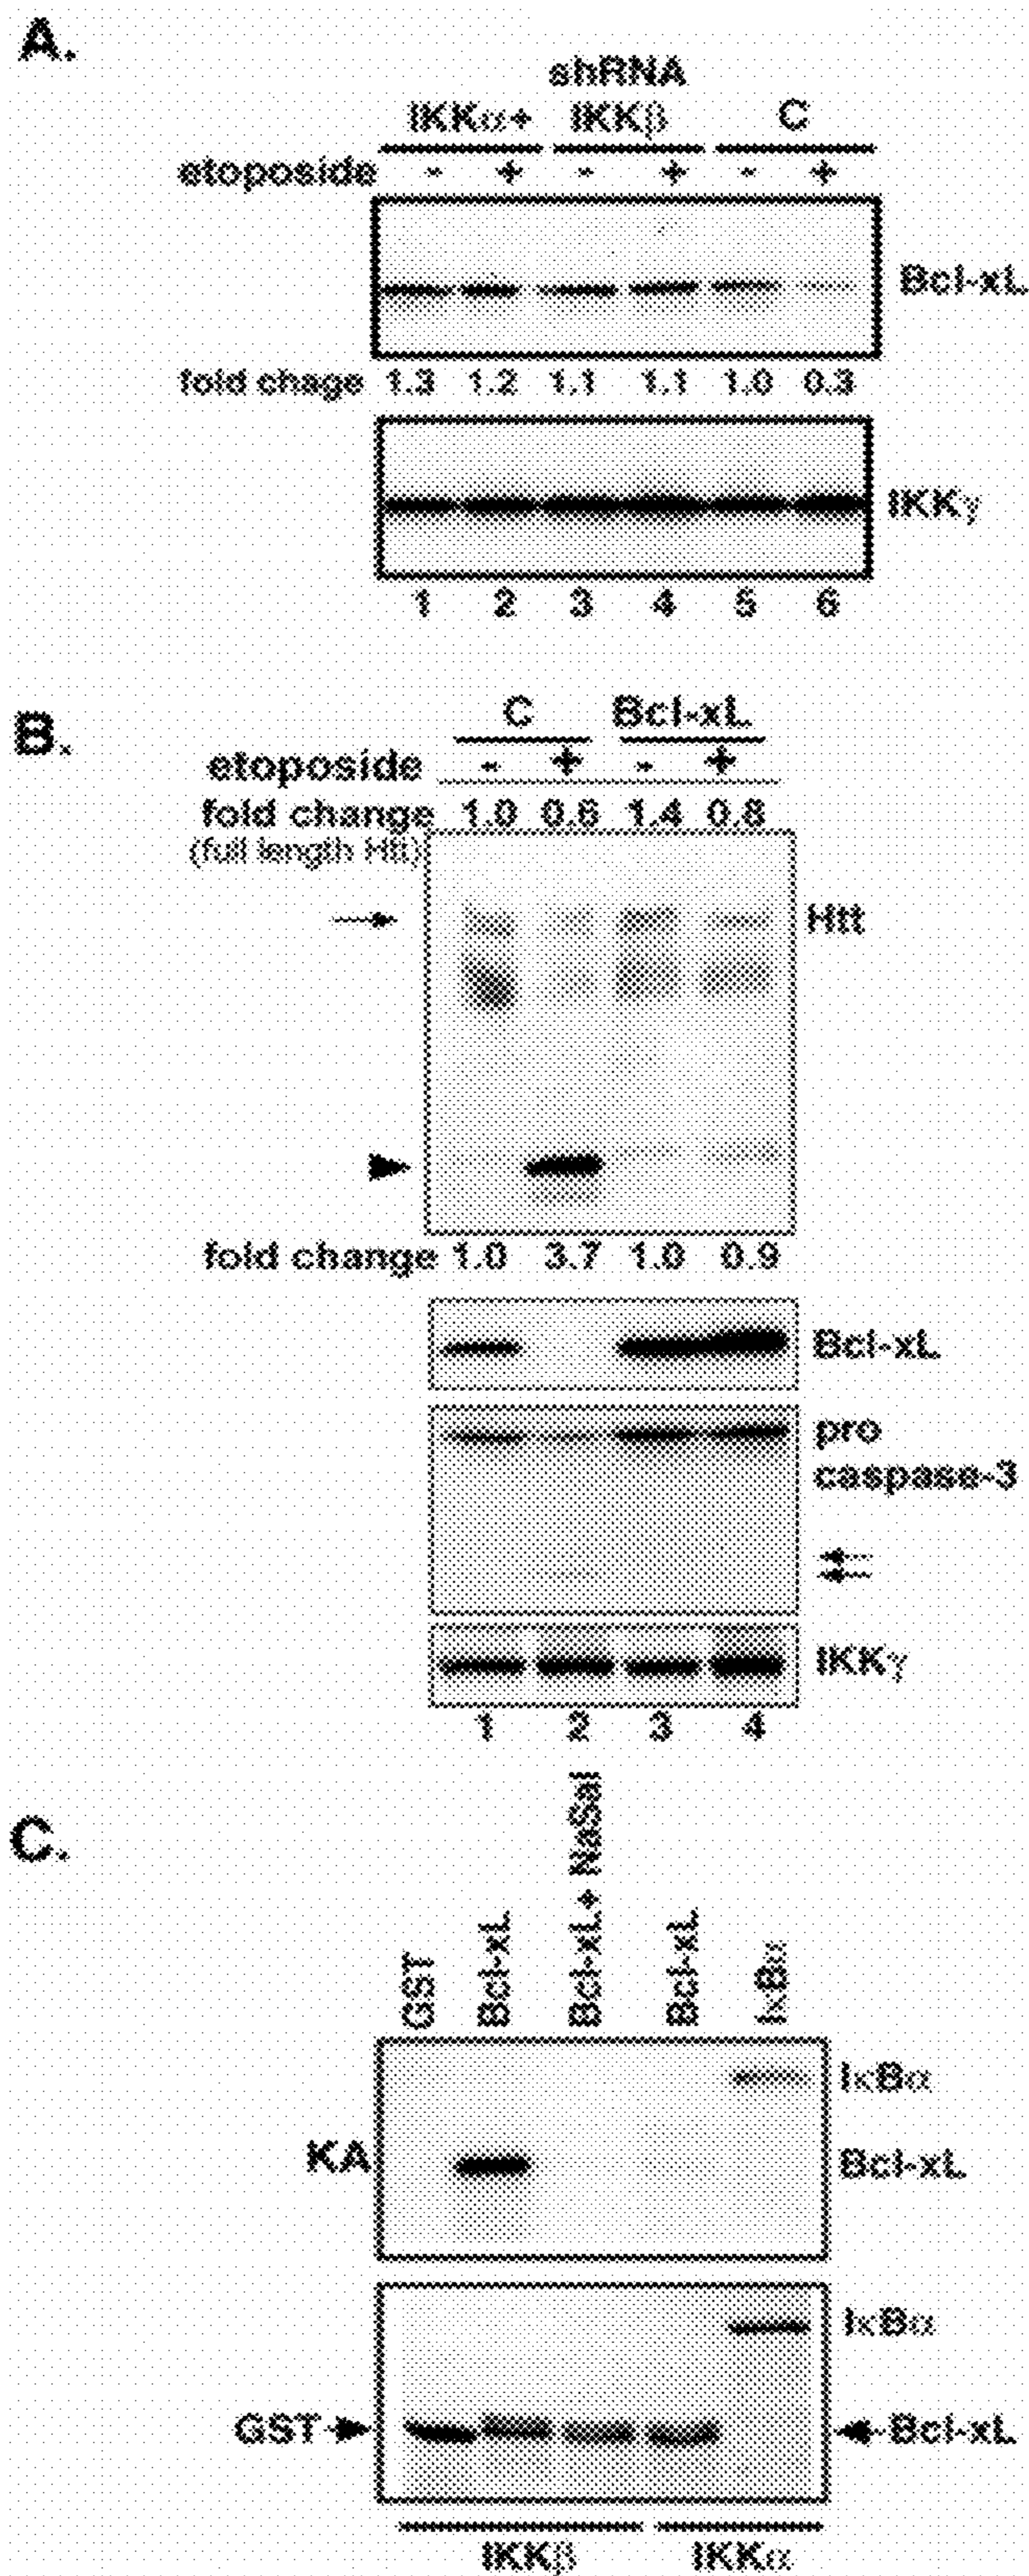 A.
shRNA
IKKα+ IKKβ C
etoposide - + - + - +
Bcl-xL
fold chage 1.3 1.2 1.1 1.1 1.0 0.3
IKKγ
1 2 3 4 5 6
B.
C Bcl-xL
etoposide - + - +
fold change 1.0 0.6 1.4 0.8
(full length Htt)
Htt
fold change 1.0 3.7 1.0 0.9
Bcl-xL
pro
caspase-3
IKKγ
1 2 3 4
C.
GST
Bcl-xL
Bcl-xL + NaSal
Bcl-xL
IκBα
IκBα
KA
Bcl-xL
IκBα
GST
Bcl-xL
IKKβ IKKα